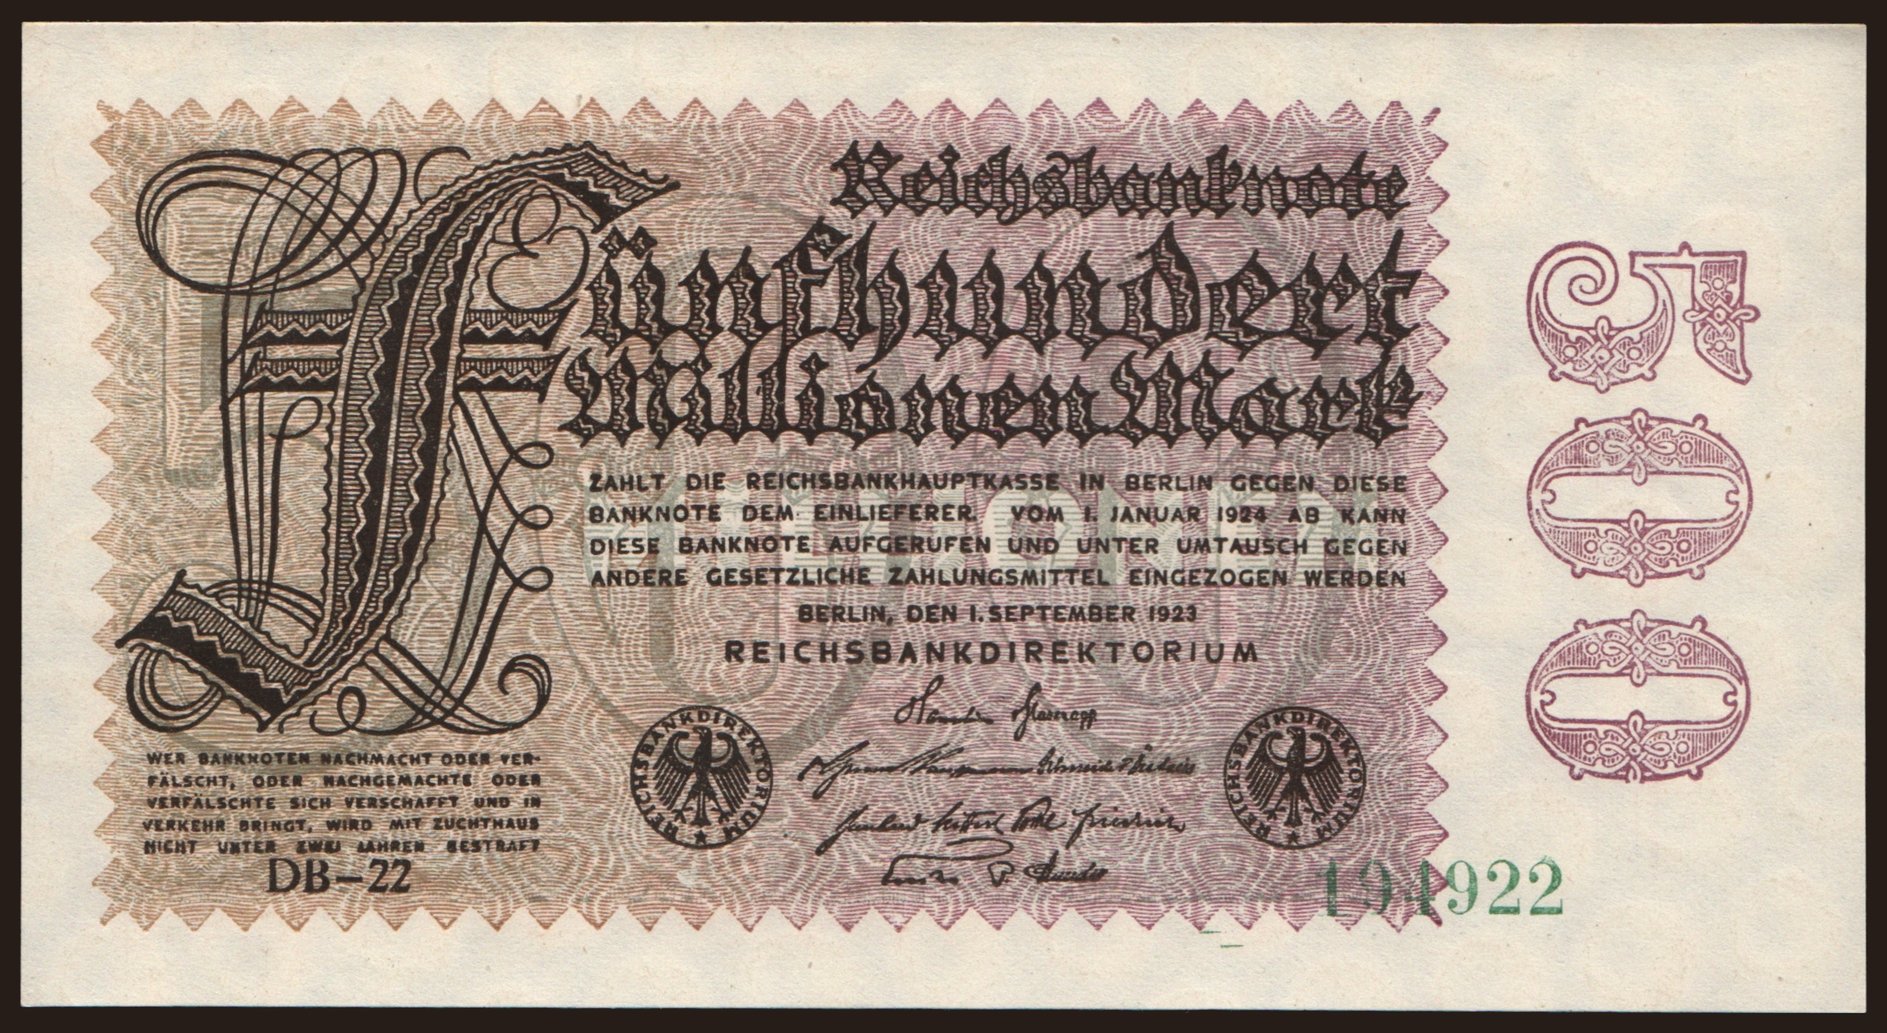 Reichsbanknote
Fünfhundert
Millionen Mark
ZAHLT DIE REICHSBANKHAUPTKASSE IN BERLIN GEGEN DIESE
BANKNOTE DEM EINLIEFERER. VOM 1. JANUAR 1924 AB KANN
DIESE BANKNOTE AUFGERUFEN UND UNTER UMTAUSCH GEGEN
ANDERE GESETZLICHE ZAHLUNGSMITTEL EINGEZOGEN WERDEN
BERLIN, DEN 1. SEPTEMBER 1923
REICHSBANKDIREKTORIUM
WER BANKNOTEN NACHMACHT ODER VER-
FÄLSCHT, ODER NACHGEMACHTE ODER
VERFÄLSCHTE SICH VERSCHAFFT UND IN
VERKEHR BRINGT, WIRD MIT ZUCHTHAUS
NICHT UNTER ZWEI JAHREN BESTRAFT
DB-22
REICHSBANKDIREKTORIUM
REICHSBANKDIREKTORIUM
194922
500
MILLIONEN